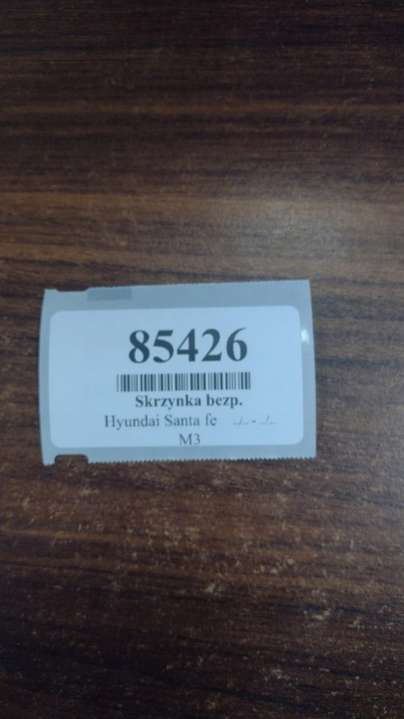 85426
Skrzynka bezp.
Hyundai Santa fe -/-- - -/--
M3